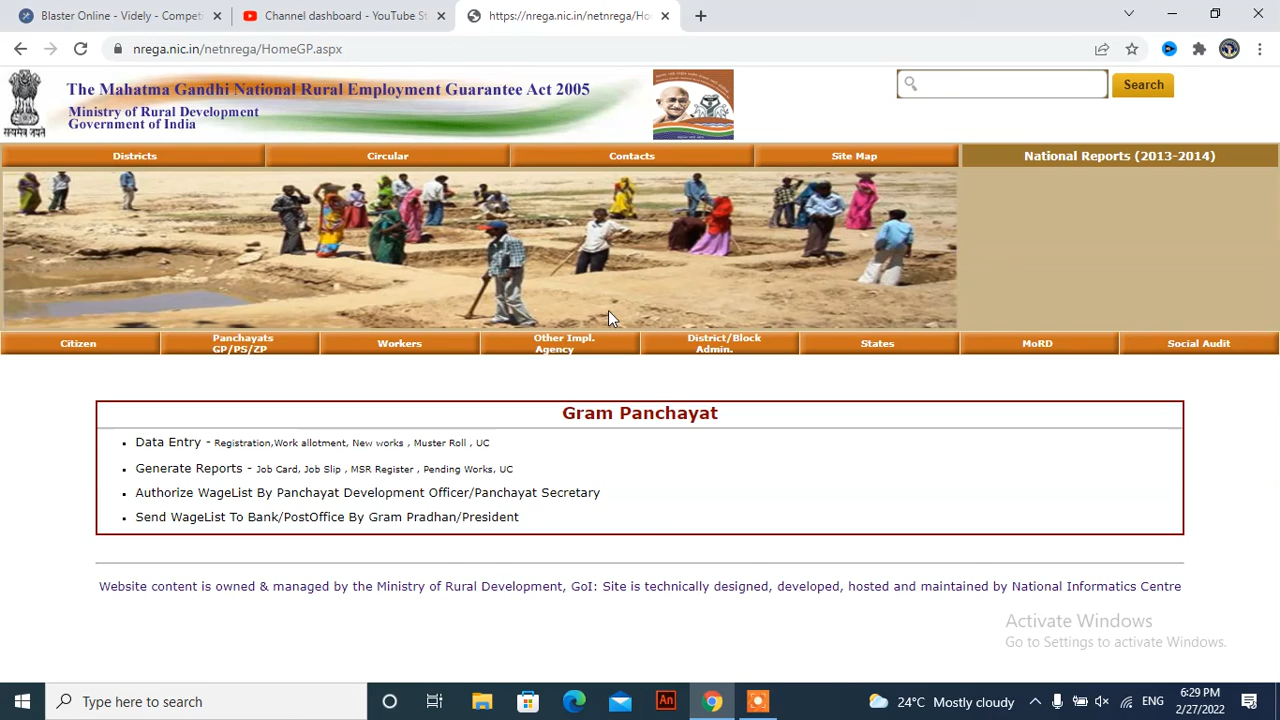 Blaster Online - Videly - Compet
Channel dashboard - YouTube St
https://nrega.nic.in/netnrega/Ho
nrega.nic.in/netnrega/HomeGP.aspx
The Mahatma Gandhi National Rural Employment Guarantee Act 2005
Ministry of Rural Development
Government of India
सत्यमेव जयते
Search
Districts
Circular
Contacts
Site Map
National Reports (2013-2014)
Citizen
Panchayats
GP/PS/ZP
Workers
Other Impl.
Agency
District/Block
Admin.
States
MoRD
Social Audit
Gram Panchayat
Data Entry - Registration,Work allotment, New works , Muster Roll , UC
Generate Reports - Job Card, Job Slip , MSR Register , Pending Works, UC
Authorize WageList By Panchayat Development Officer/Panchayat Secretary
Send WageList To Bank/PostOffice By Gram Pradhan/President
Website content is owned & managed by the Ministry of Rural Development, GoI: Site is technically designed, developed, hosted and maintained by National Informatics Centre
Activate Windows
Go to Settings to activate Windows.
Type here to search
An
24°C Mostly cloudy
ENG
6:29 PM
2/27/2022